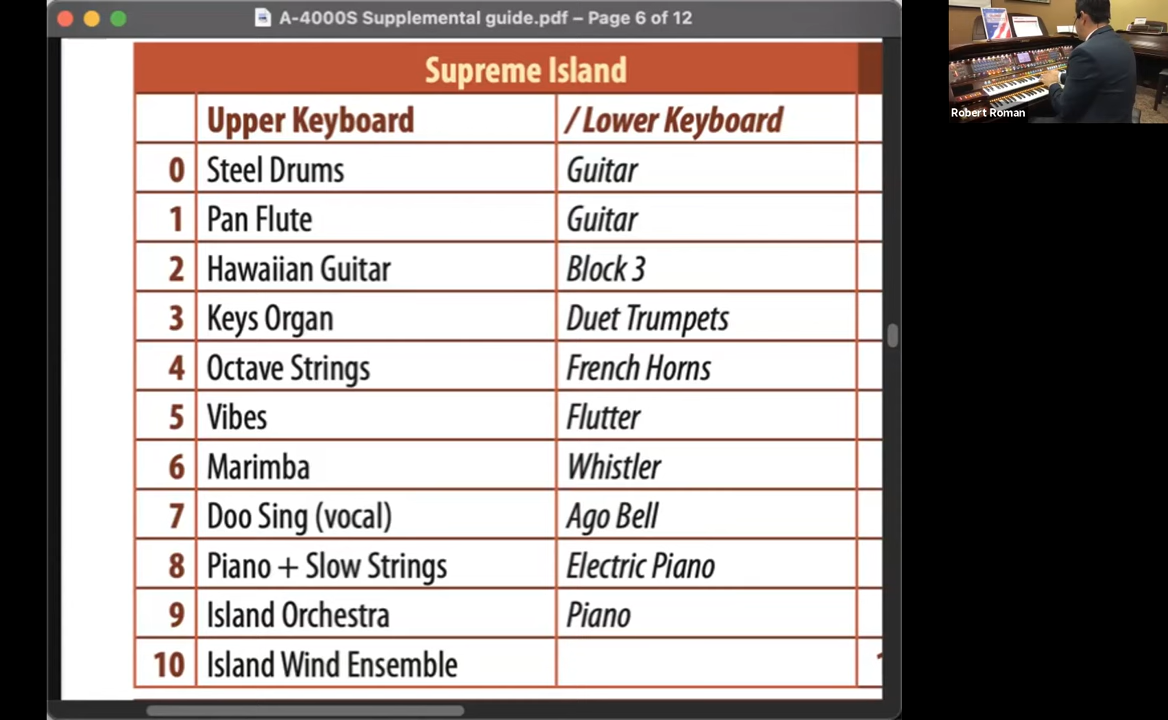 A-4000S Supplemental guide.pdf – Page 6 of 12
Supreme Island
Upper Keyboard / Lower Keyboard
0 Steel Drums Guitar
1 Pan Flute Guitar
2 Hawaiian Guitar Block 3
3 Keys Organ Duet Trumpets
4 Octave Strings French Horns
5 Vibes Flutter
6 Marimba Whistler
7 Doo Sing (vocal) Ago Bell
8 Piano + Slow Strings Electric Piano
9 Island Orchestra Piano
10 Island Wind Ensemble
Robert Roman